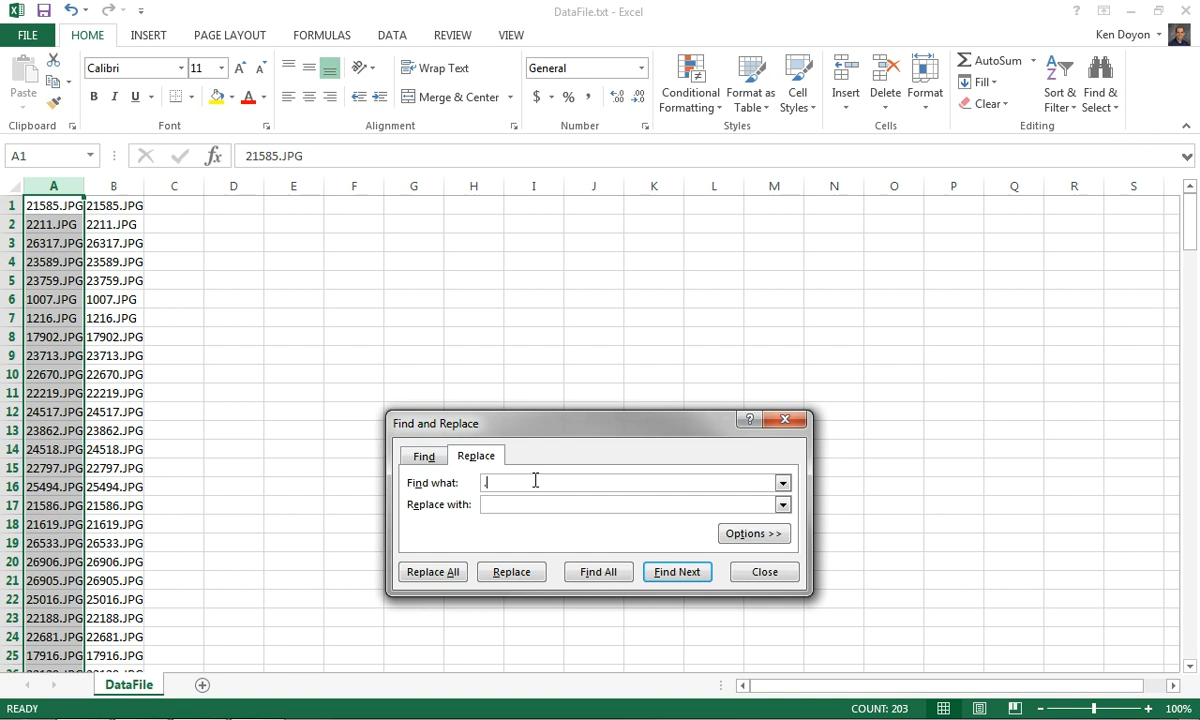 DataFile.txt - Excel
FILE HOME INSERT PAGE LAYOUT FORMULAS DATA REVIEW VIEW Ken Doyon
Paste
Calibri 11
B I U
Wrap Text
Merge & Center
General
$ % ,
Conditional Formatting
Format as Table
Cell Styles
Insert Delete Format
AutoSum
Fill
Clear
Sort & Filter
Find & Select
Clipboard Font Alignment Number Styles Cells Editing
A1 fx 21585.JPG
A B C D E F G H I J K L M N O P Q R S
1 21585.JPG 21585.JPG
2 2211.JPG 2211.JPG
3 26317.JPG 26317.JPG
4 23589.JPG 23589.JPG
5 23759.JPG 23759.JPG
6 1007.JPG 1007.JPG
7 1216.JPG 1216.JPG
8 17902.JPG 17902.JPG
9 23713.JPG 23713.JPG
10 22670.JPG 22670.JPG
11 22219.JPG 22219.JPG
12 24517.JPG 24517.JPG
13 23862.JPG 23862.JPG
14 24518.JPG 24518.JPG
15 22797.JPG 22797.JPG
16 25494.JPG 25494.JPG
17 21586.JPG 21586.JPG
18 21619.JPG 21619.JPG
19 26533.JPG 26533.JPG
20 26906.JPG 26906.JPG
21 26905.JPG 26905.JPG
22 25016.JPG 25016.JPG
23 22188.JPG 22188.JPG
24 22681.JPG 22681.JPG
25 17916.JPG 17916.JPG
Find and Replace
Find Replace
Find what: .
Replace with:
Options >>
Replace All Replace Find All Find Next Close
DataFile
READY COUNT: 203 100%